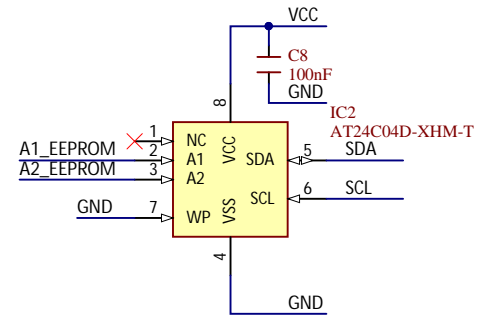 VCC
C8
100nF
GND
IC2
AT24C04D-XHM-T
8
1
NC
VCC
A1_EEPROM
2
A1
SDA
5
SDA
A2_EEPROM
3
A2
SCL
6
SCL
GND
7
WP
VSS
4
GND